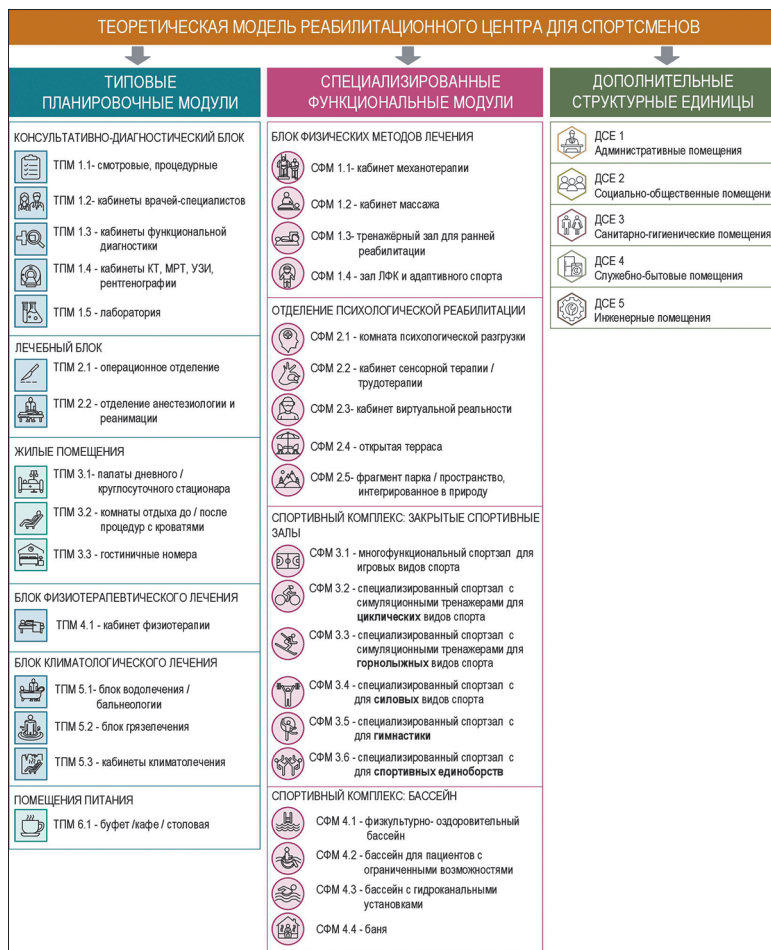 ТЕОРЕТИЧЕСКАЯ МОДЕЛЬ РЕАБИЛИТАЦИОННОГО ЦЕНТРА ДЛЯ СПОРТСМЕНОВ
ТИПОВЫЕ
ПЛАНИРОВОЧНЫЕ МОДУЛИ
КОНСУЛЬТАТИВНО-ДИАГНОСТИЧЕСКИЙ БЛОК
ТПМ 1.1- смотровые, процедурные
ТПМ 1.2- кабинеты врачей-специалистов
ТПМ 1.3 - кабинеты функциональной
диагностики
ТПМ 1.4 - кабинеты КТ, МРТ, УЗИ,
рентгенографии
ТПМ 1.5 - лаборатория
ЛЕЧЕБНЫЙ БЛОК
ТПМ 2.1 - операционное отделение
ТПМ 2.2 - отделение анестезиологии и
реанимации
ЖИЛЫЕ ПОМЕЩЕНИЯ
ТПМ 3.1- палаты дневного /
круглосуточного стационара
ТПМ 3.2 - комнаты отдыха до / после
процедур с кроватями
ТПМ 3.3 - гостиничные номера
БЛОК ФИЗИОТЕРАПЕВТИЧЕСКОГО ЛЕЧЕНИЯ
ТПМ 4.1 - кабинет физиотерапии
БЛОК КЛИМАТОЛОГИЧЕСКОГО ЛЕЧЕНИЯ
ТПМ 5.1- блок водолечения /
бальнеологии
ТПМ 5.2 - блок грязелечения
ТПМ 5.3 - кабинеты климатолечения
ПОМЕЩЕНИЯ ПИТАНИЯ
ТПМ 6.1 - буфет /кафе / столовая
СПЕЦИАЛИЗИРОВАННЫЕ
ФУНКЦИОНАЛЬНЫЕ МОДУЛИ
БЛОК ФИЗИЧЕСКИХ МЕТОДОВ ЛЕЧЕНИЯ
СФМ 1.1- кабинет механотерапии
СФМ 1.2 - кабинет массажа
СФМ 1.3- тренажёрный зал для ранней
реабилитации
СФМ 1.4 - зал ЛФК и адаптивного спорта
ОТДЕЛЕНИЕ ПСИХОЛОГИЧЕСКОЙ РЕАБИЛИТАЦИИ
СФМ 2.1 - комната психологической разгрузки
СФМ 2.2 - кабинет сенсорной терапии /
трудотерапии
СФМ 2.3- кабинет виртуальной реальности
СФМ 2.4 - открытая терраса
СФМ 2.5- фрагмент парка / пространство,
интегрированное в природу
СПОРТИВНЫЙ КОМПЛЕКС: ЗАКРЫТЫЕ СПОРТИВНЫЕ
ЗАЛЫ
СФМ 3.1 - многофункциональный спортзал для
игровых видов спорта
СФМ 3.2 - специализированный спортзал с
симуляционными тренажерами для
циклических видов спорта
СФМ 3.3 - специализированный спортзал с
симуляционными тренажерами для
горнолыжных видов спорта
СФМ 3.4 - специализированный спортзал с
для силовых видов спорта
СФМ 3.5 - специализированный спортзал с
для гимнастики
СФМ 3.6 - специализированный спортзал с
для спортивных единоборств
СПОРТИВНЫЙ КОМПЛЕКС: БАССЕЙН
СФМ 4.1 - физкультурно- оздоровительный
бассейн
СФМ 4.2 - бассейн для пациентов с
ограниченными возможностями
СФМ 4.3 - бассейн с гидроканальными
установками
СФМ 4.4 - баня
ДОПОЛНИТЕЛЬНЫЕ
СТРУКТУРНЫЕ ЕДИНИЦЫ
ДСЕ 1
Административные помещения
ДСЕ 2
Социально-общественные помещения
ДСЕ 3
Санитарно-гигиенические помещения
ДСЕ 4
Служебно-бытовые помещения
ДСЕ 5
Инженерные помещения